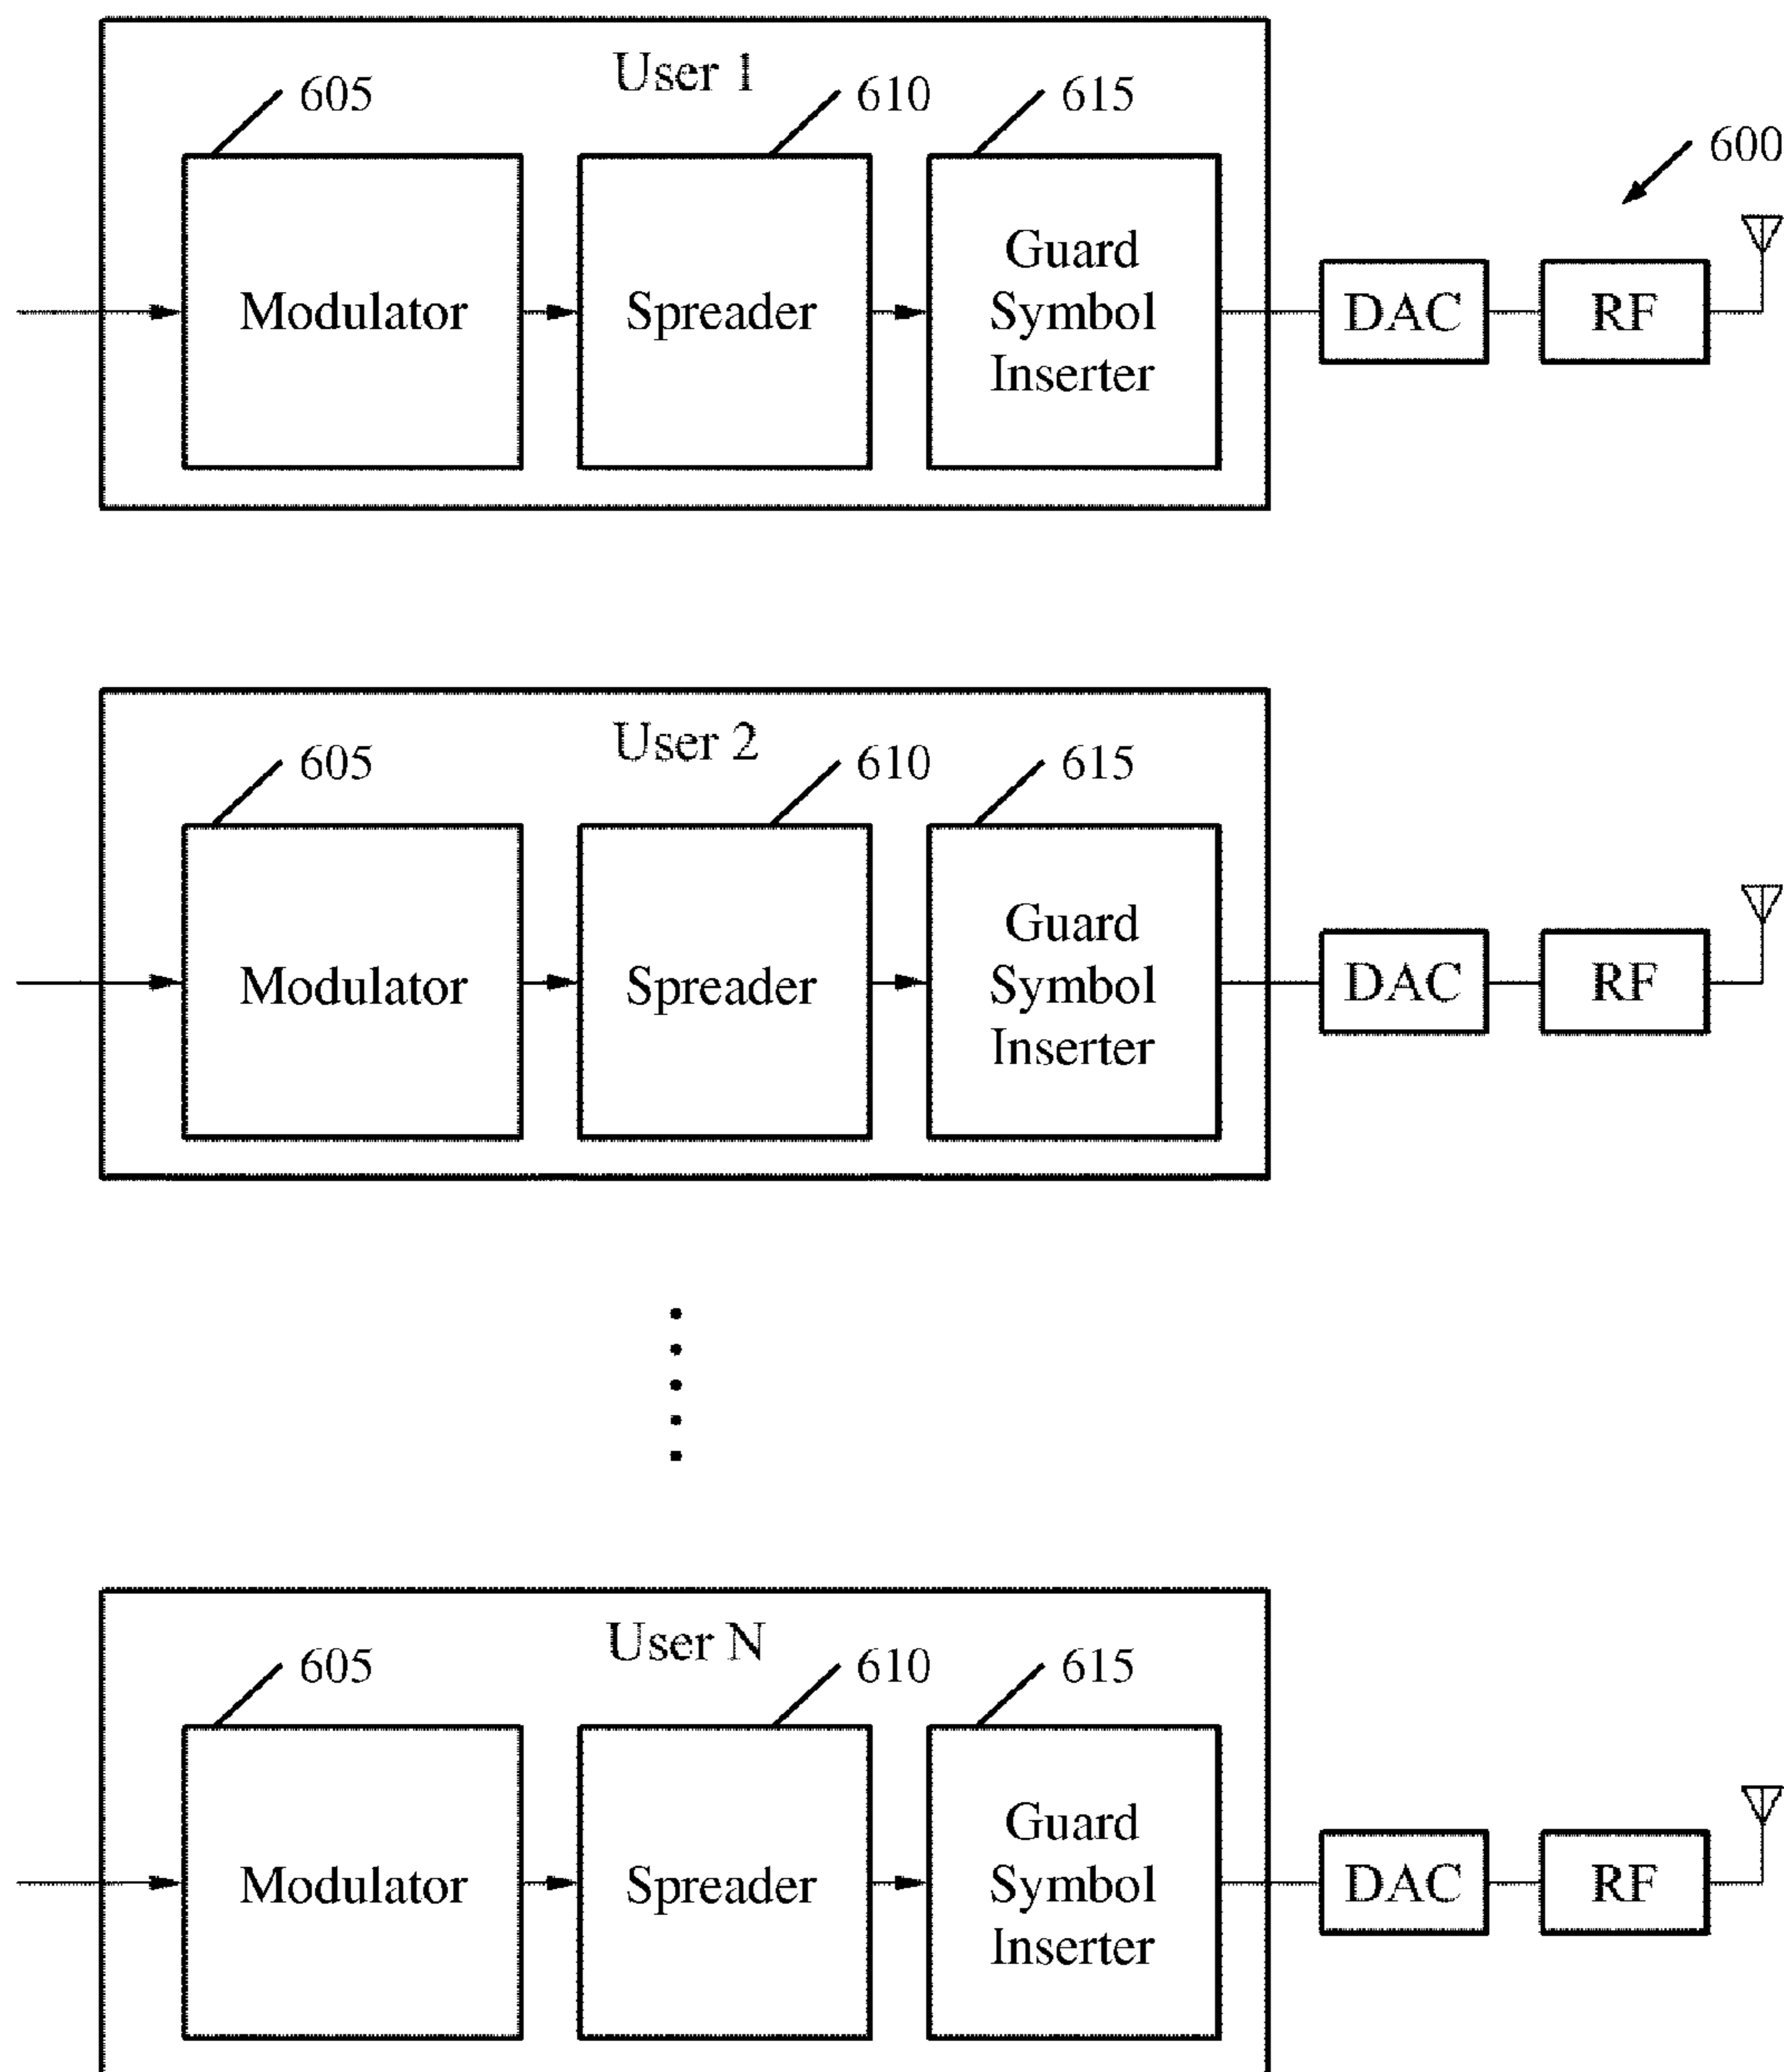 User 1
605
610
615
600
Modulator
Spreader
Guard
Symbol
Inserter
DAC
RF
User 2
605
610
615
Modulator
Spreader
Guard
Symbol
Inserter
DAC
RF
User N
605
610
615
Modulator
Spreader
Guard
Symbol
Inserter
DAC
RF